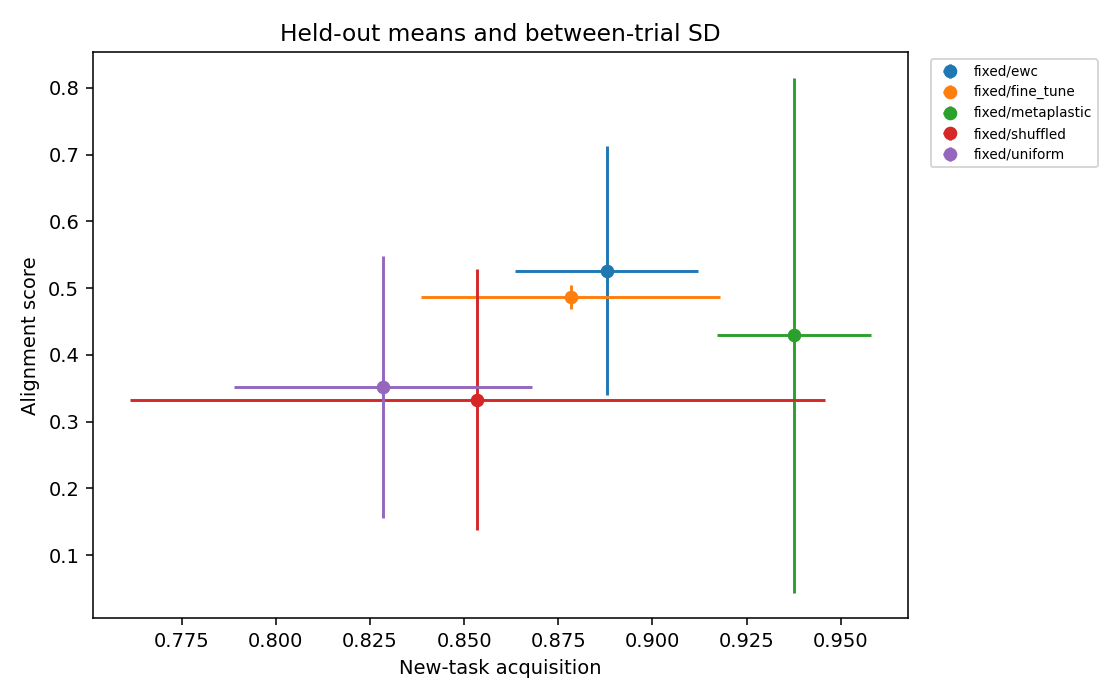 Held-out means and between-trial SD
fixed/ewc
fixed/fine_tune
fixed/metaplastic
fixed/shuffled
fixed/uniform
Alignment score
0.8
0.7
0.6
0.5
0.4
0.3
0.2
0.1
0.775 0.800 0.825 0.850 0.875 0.900 0.925 0.950
New-task acquisition